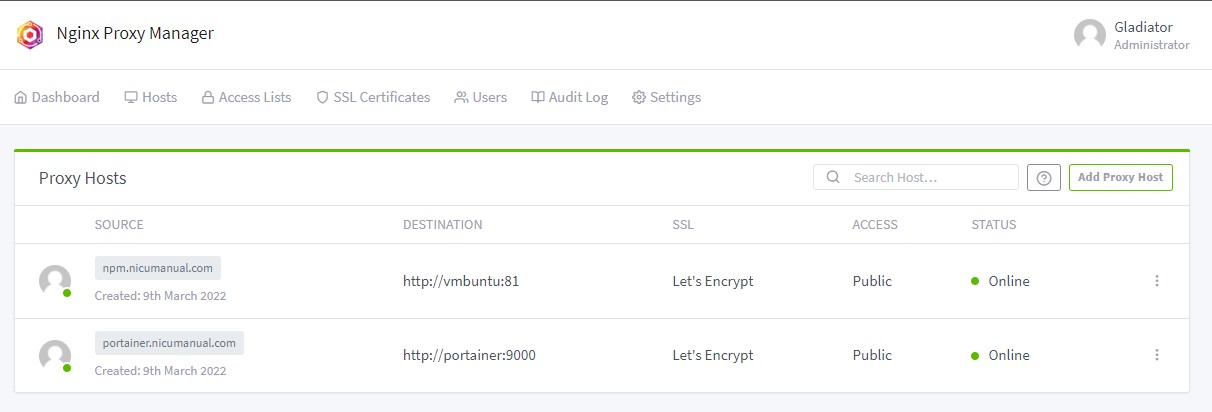 Nginx Proxy Manager
Gladiator
Administrator
Dashboard Hosts Access Lists SSL Certificates Users Audit Log Settings
Proxy Hosts Search Host... Add Proxy Host
SOURCE DESTINATION SSL ACCESS STATUS
npm.nicumanual.com
http://vmbuntu:81 Let's Encrypt Public Online
Created: 9th March 2022
portainer.nicumanual.com
http://portainer:9000 Let's Encrypt Public Online
Created: 9th March 2022